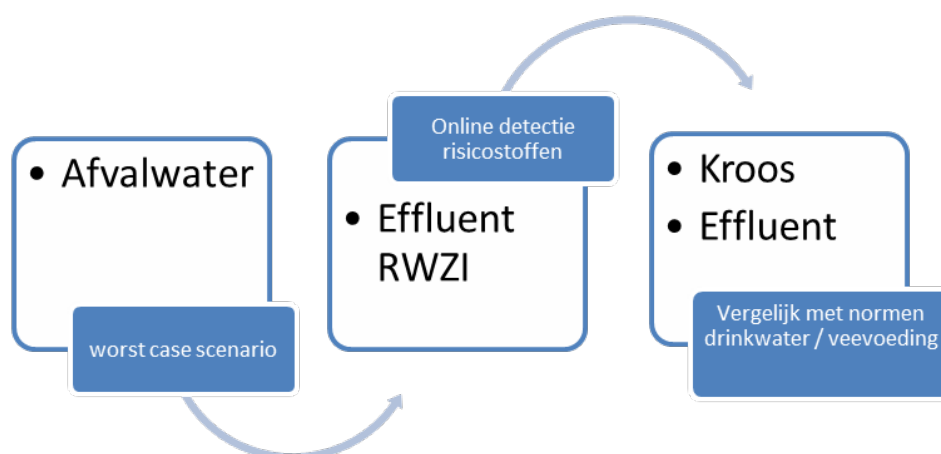 • Afvalwater
worst case scenario
Online detectie
risicostoffen
• Effluent
RWZI
• Kroos
• Effluent
Vergelijk met normen
drinkwater / veevoeding